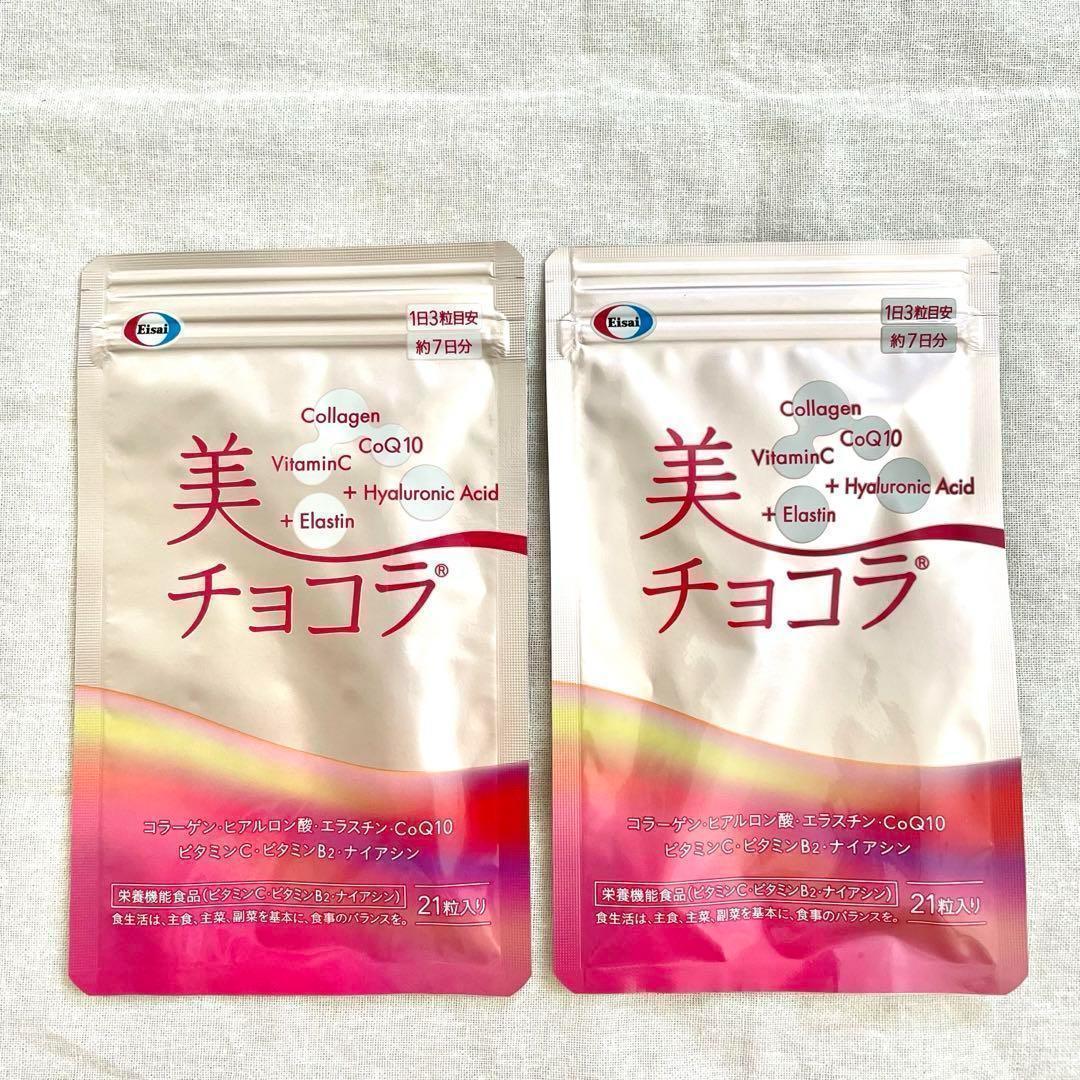 Eisai
1日3粒目安
約7日分
Collagen
CoQ10
VitaminC
+ Hyaluronic Acid
+ Elastin
美
チョコラ®
コラーゲン・ヒアルロン酸・エラスチン・CoQ10
ビタミンC・ビタミンB2・ナイアシン
栄養機能食品(ビタミンC・ビタミンB2・ナイアシン)
食生活は、主食、主菜、副菜を基本に、食事のバランスを。
21粒入り
Eisai
1日3粒目安
約7日分
Collagen
CoQ10
VitaminC
+ Hyaluronic Acid
+ Elastin
美
チョコラ®
コラーゲン・ヒアルロン酸・エラスチン・CoQ10
ビタミンC・ビタミンB2・ナイアシン
栄養機能食品(ビタミンC・ビタミンB2・ナイアシン)
食生活は、主食、主菜、副菜を基本に、食事のバランスを。
21粒入り